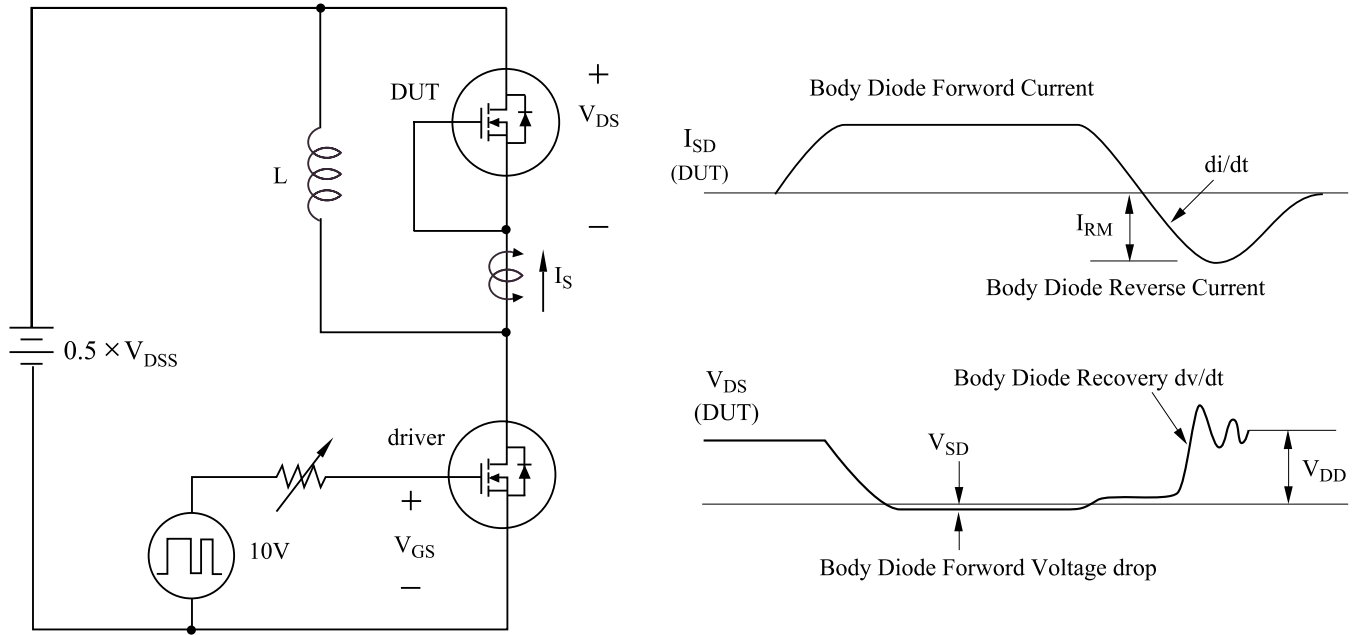 DUT
+
V_DS
−
L
I_S
0.5 × V_DSS
driver
+
V_GS
−
10V
Body Diode Forword Current
I_SD
(DUT)
di/dt
I_RM
Body Diode Reverse Current
V_DS
(DUT)
Body Diode Recovery dv/dt
V_SD
V_DD
Body Diode Forword Voltage drop